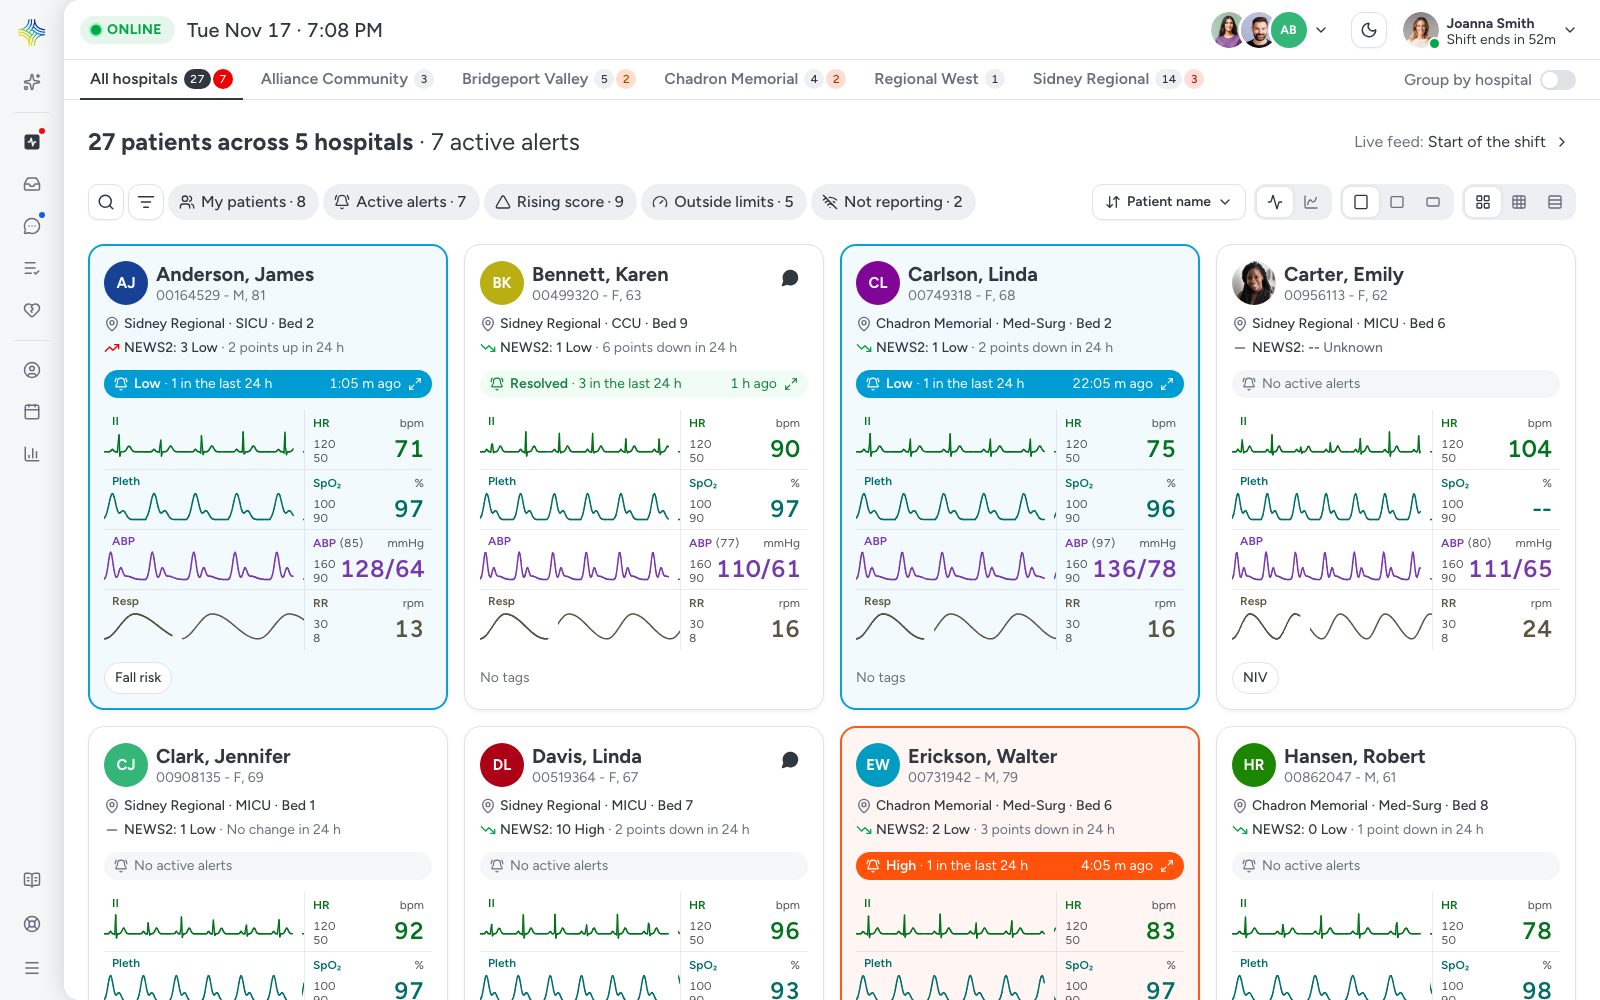 ONLINE Tue Nov 17 · 7:08 PM AB Joanna Smith
Shift ends in 52m
All hospitals 27 7 Alliance Community 3 Bridgeport Valley 5 2 Chadron Memorial 4 2 Regional West 1 Sidney Regional 14 3 Group by hospital
27 patients across 5 hospitals · 7 active alerts Live feed: Start of the shift
My patients · 8 Active alerts · 7 Rising score · 9 Outside limits · 5 Not reporting · 2 Patient name
AJ Anderson, James
00164529 - M, 81
Sidney Regional · SICU · Bed 2
NEWS2: 3 Low · 2 points up in 24 h
Low · 1 in the last 24 h 1:05 m ago
II HR bpm
120
50
71
Pleth SpO₂ %
100
90
97
ABP ABP (85) mmHg
160
90
128/64
Resp RR rpm
30
8
13
Fall risk
BK Bennett, Karen
00499320 - F, 63
Sidney Regional · CCU · Bed 9
NEWS2: 1 Low · 6 points down in 24 h
Resolved · 3 in the last 24 h 1 h ago
II HR bpm
120
50
90
Pleth SpO₂ %
100
90
97
ABP ABP (77) mmHg
160
90
110/61
Resp RR rpm
30
8
16
No tags
CL Carlson, Linda
00749318 - F, 68
Chadron Memorial · Med-Surg · Bed 2
NEWS2: 1 Low · 2 points down in 24 h
Low · 1 in the last 24 h 22:05 m ago
II HR bpm
120
50
75
Pleth SpO₂ %
100
90
96
ABP ABP (97) mmHg
160
90
136/78
Resp RR rpm
30
8
16
No tags
Carter, Emily
00956113 - F, 62
Sidney Regional · MICU · Bed 6
NEWS2: -- Unknown
No active alerts
II HR bpm
120
50
104
Pleth SpO₂ %
100
90
--
ABP ABP (80) mmHg
160
90
111/65
Resp RR rpm
30
8
24
NIV
CJ Clark, Jennifer
00908135 - F, 69
Sidney Regional · MICU · Bed 1
NEWS2: 1 Low · No change in 24 h
No active alerts
II HR bpm
120
50
92
Pleth SpO₂ %
100
90
97
DL Davis, Linda
00519364 - F, 67
Sidney Regional · MICU · Bed 7
NEWS2: 10 High · 2 points down in 24 h
No active alerts
II HR bpm
120
50
96
Pleth SpO₂ %
100
90
93
EW Erickson, Walter
00731942 - M, 79
Chadron Memorial · Med-Surg · Bed 6
NEWS2: 2 Low · 3 points down in 24 h
High · 1 in the last 24 h 4:05 m ago
II HR bpm
120
50
83
Pleth SpO₂ %
100
90
97
HR Hansen, Robert
00862047 - M, 61
Chadron Memorial · Med-Surg · Bed 8
NEWS2: 0 Low · 1 point down in 24 h
No active alerts
II HR bpm
120
50
78
Pleth SpO₂ %
100
90
98